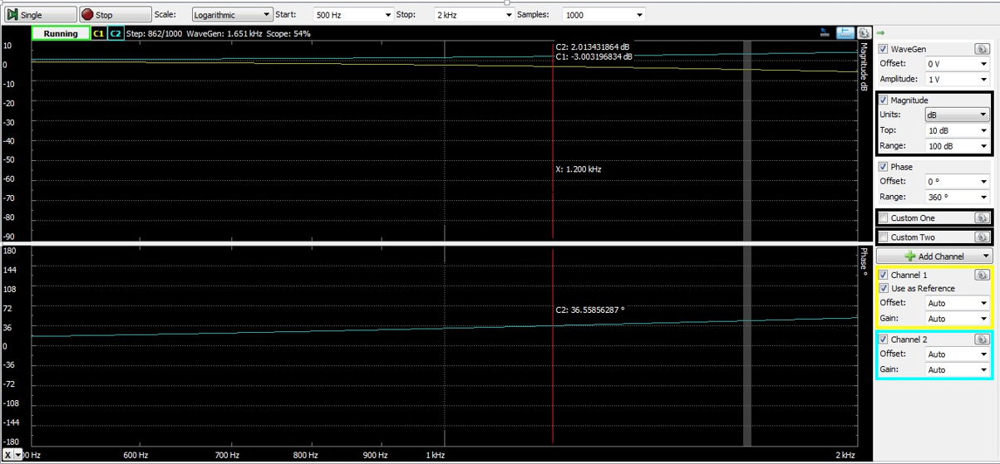 Single Stop Scale: Logarithmic Start: 500 Hz Stop: 2 kHz Samples: 1000
Running C1 C2 Step: 862/1000 WaveGen: 1.651 kHz Scope: 54%
10
0
-10
-20
-30
-40
-50
-60
-70
-80
-90
C2: 2.013431864 dB
C1: -3.003196834 dB
X: 1.200 kHz
Magnitude dB
180
144
108
72
36
0
-36
-72
-108
-144
-180
C2: 36.55856287 °
Phase °
X 00 Hz 600 Hz 700 Hz 800 Hz 900 Hz 1 kHz 2 kHz
WaveGen
Offset: 0 V
Amplitude: 1 V
Magnitude
Units: dB
Top: 10 dB
Range: 100 dB
Phase
Offset: 0 °
Range: 360 °
Custom One
Custom Two
Add Channel
Channel 1
Use as Reference
Offset: Auto
Gain: Auto
Channel 2
Offset: Auto
Gain: Auto